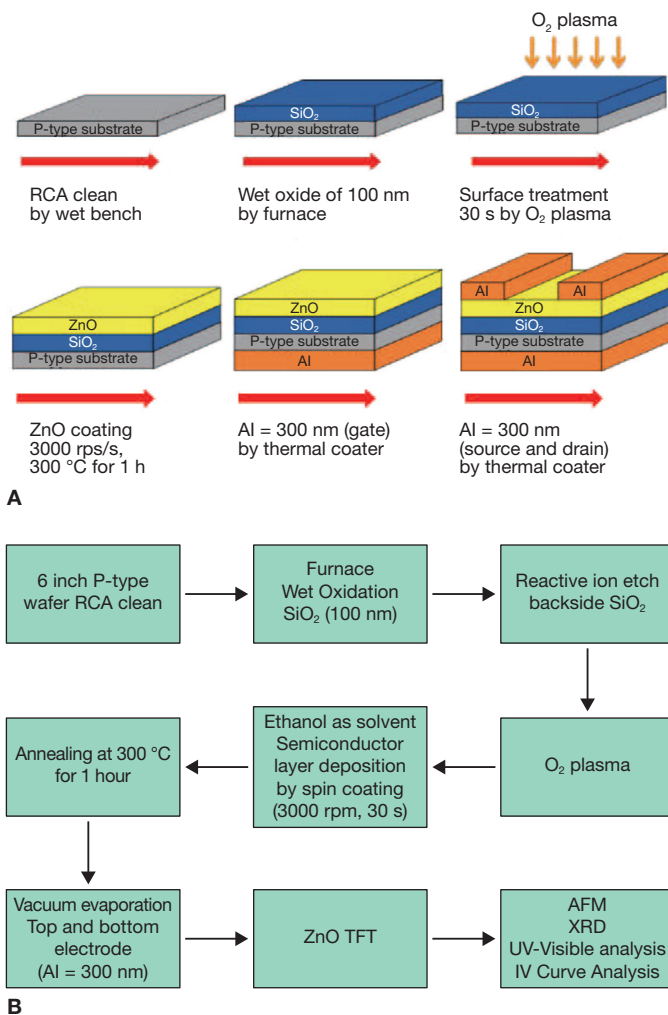 O₂ plasma
P-type substrate
SiO₂
P-type substrate
SiO₂
P-type substrate
RCA clean
by wet bench
Wet oxide of 100 nm
by furnace
Surface treatment
30 s by O₂ plasma
ZnO
SiO₂
P-type substrate
ZnO
SiO₂
P-type substrate
Al
Al
Al
ZnO
SiO₂
P-type substrate
Al
ZnO coating
3000 rps/s,
300 °C for 1 h
Al = 300 nm (gate)
by thermal coater
Al = 300 nm
(source and drain)
by thermal coater
A
6 inch P-type
wafer RCA clean
Furnace
Wet Oxidation
SiO₂ (100 nm)
Reactive ion etch
backside SiO₂
O₂ plasma
Ethanol as solvent
Semiconductor
layer deposition
by spin coating
(3000 rpm, 30 s)
Annealing at 300 °C
for 1 hour
Vacuum evaporation
Top and bottom
electrode
(Al = 300 nm)
ZnO TFT
AFM
XRD
UV-Visible analysis
IV Curve Analysis
B